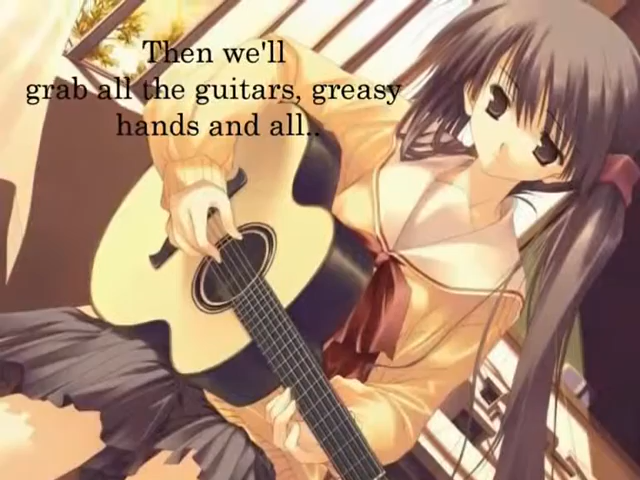 Then we'll
grab all the guitars, greasy
hands and all..